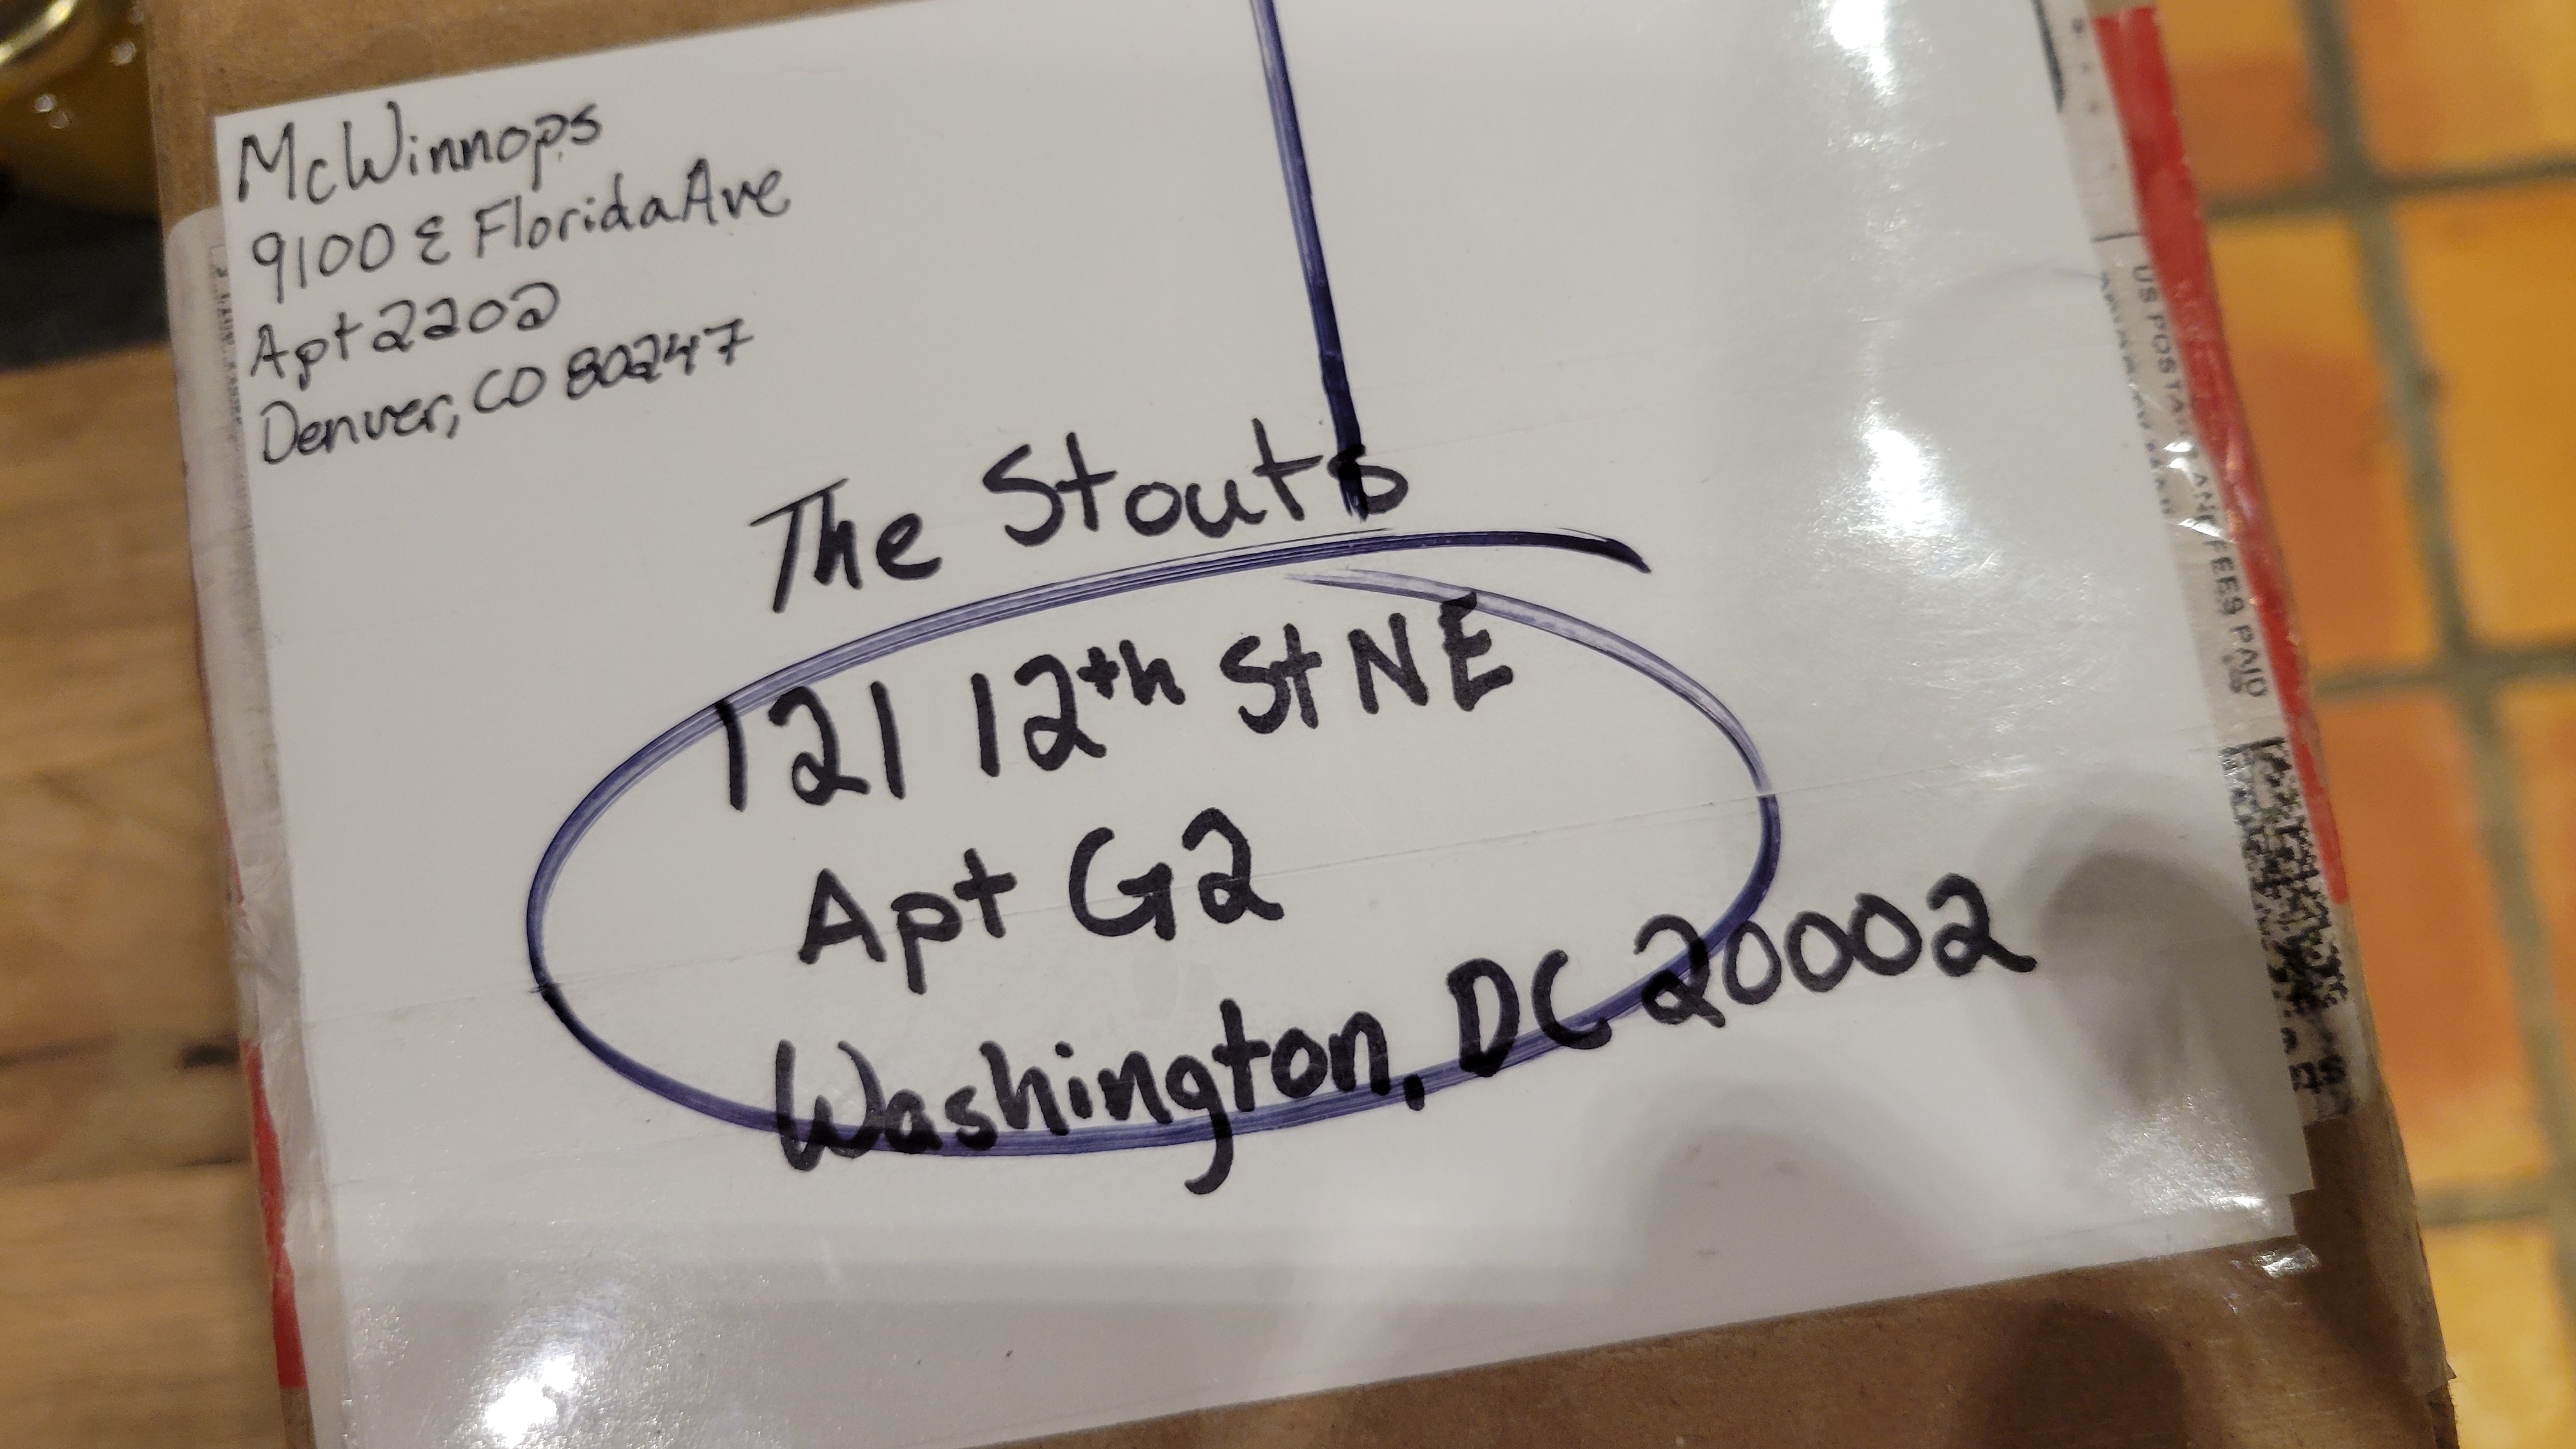 McWinnops
9100 E Florida Ave
Apt 2202
Denver, CO 80247
The Stouts
121 12th St NE
Apt G2
Washington, DC 20002
US POSTAGE AND FEES PAID